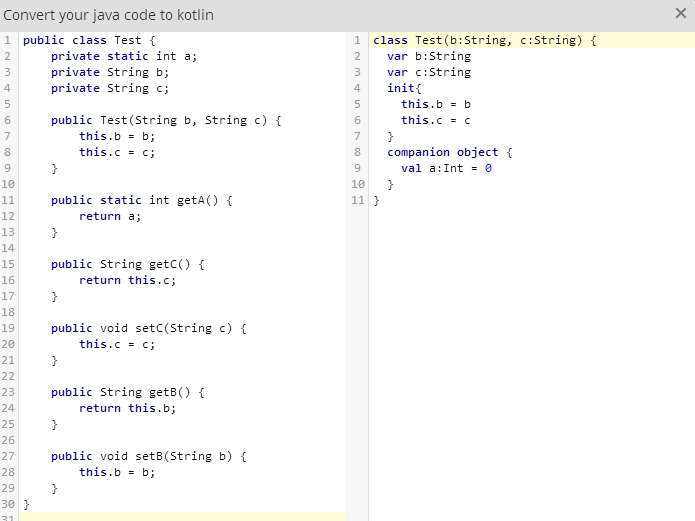 Convert your java code to kotlin ×
1 public class Test {
2 private static int a;
3 private String b;
4 private String c;
5
6 public Test(String b, String c) {
7 this.b = b;
8 this.c = c;
9 }
10
11 public static int getA() {
12 return a;
13 }
14
15 public String getC() {
16 return this.c;
17 }
18
19 public void setC(String c) {
20 this.c = c;
21 }
22
23 public String getB() {
24 return this.b;
25 }
26
27 public void setB(String b) {
28 this.b = b;
29 }
30 }
31
1 class Test(b:String, c:String) {
2 var b:String
3 var c:String
4 init{
5 this.b = b
6 this.c = c
7 }
8 companion object {
9 val a:Int = 0
10 }
11 }